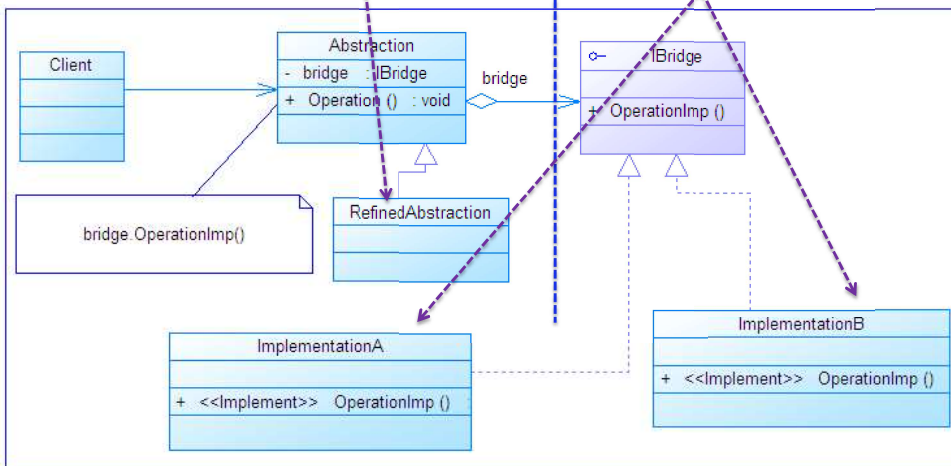 Client
Abstraction
- bridge : IBridge
+ Operation () : void
bridge
IBridge
+ OperationImp ()
bridge.OperationImp()
RefinedAbstraction
ImplementationA
+ <<Implement>> OperationImp ()
ImplementationB
+ <<Implement>> OperationImp ()